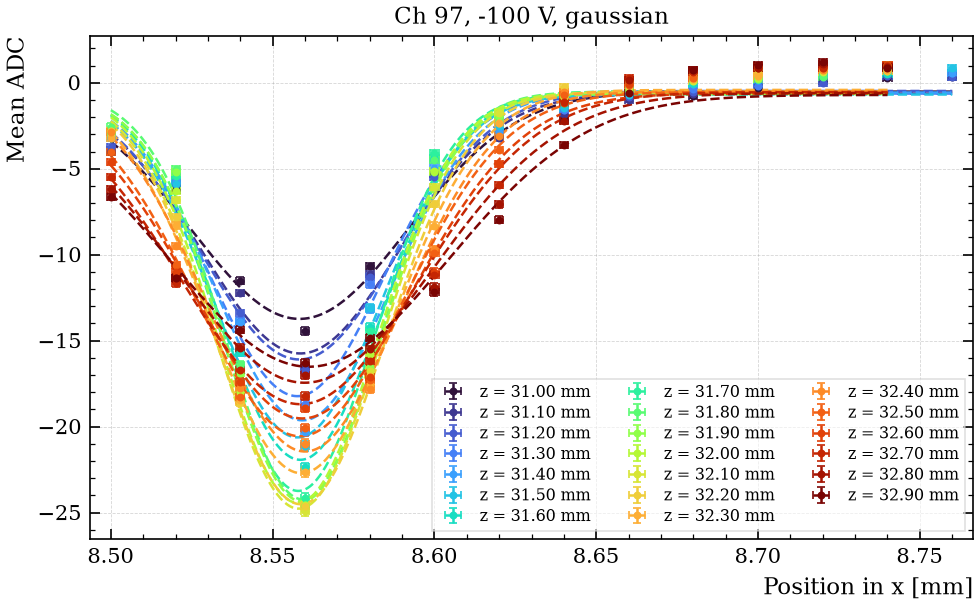 Ch 97, -100 V, gaussian
Mean ADC
0
−5
−10
−15
−20
−25
z = 31.00 mm
z = 31.10 mm
z = 31.20 mm
z = 31.30 mm
z = 31.40 mm
z = 31.50 mm
z = 31.60 mm
z = 31.70 mm
z = 31.80 mm
z = 31.90 mm
z = 32.00 mm
z = 32.10 mm
z = 32.20 mm
z = 32.30 mm
z = 32.40 mm
z = 32.50 mm
z = 32.60 mm
z = 32.70 mm
z = 32.80 mm
z = 32.90 mm
8.50 8.55 8.60 8.65 8.70 8.75
Position in x [mm]